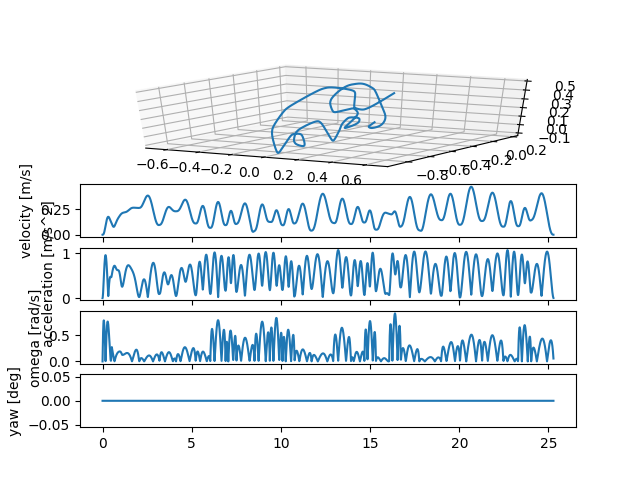 0.5
0.4
0.3
0.2
0.1
0.0
−0.1
−0.6 −0.4 −0.2 0.0 0.2 0.4 0.6
−0.8 −0.6 −0.4 −0.2 0.0 0.2
velocity [m/s]
0.25
0.00
acceleration [m/s^2]
1
0
omega [rad/s]
0.5
0.0
yaw [deg]
0.05
0.00
−0.05
0 5 10 15 20 25